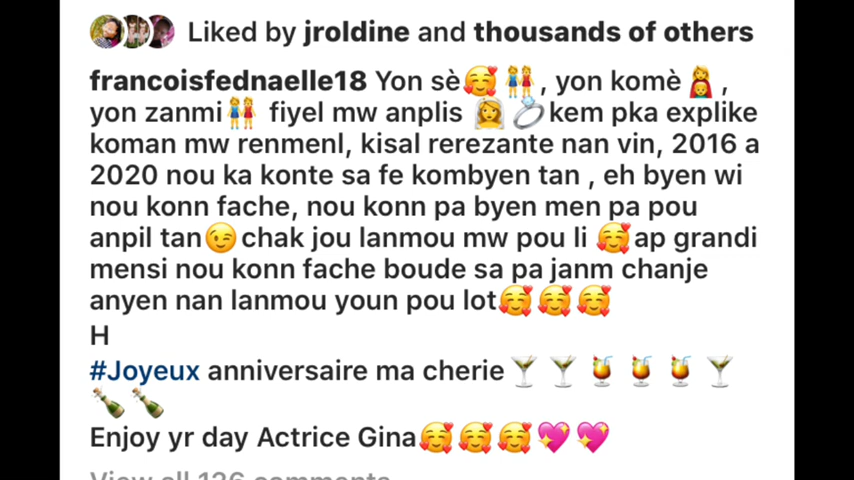 Liked by jroldine and thousands of others
francoisfednaelle18 Yon sè🥰👭, yon komè👩‍👦,
yon zanmi👭 fiyel mw anplis 👰💍kem pka explike
koman mw renmenl, kisal rerezante nan vin, 2016 a
2020 nou ka konte sa fe kombyen tan , eh byen wi
nou konn fache, nou konn pa byen men pa pou
anpil tan😉chak jou lanmou mw pou li 🥰ap grandi
mensi nou konn fache boude sa pa janm chanje
anyen nan lanmou youn pou lot🥰🥰🥰
H
#Joyeux anniversaire ma cherie🍸🍸🍹🍹🍹🍸
🍾🍾
Enjoy yr day Actrice Gina🥰🥰🥰💖💖
View all 126 comments